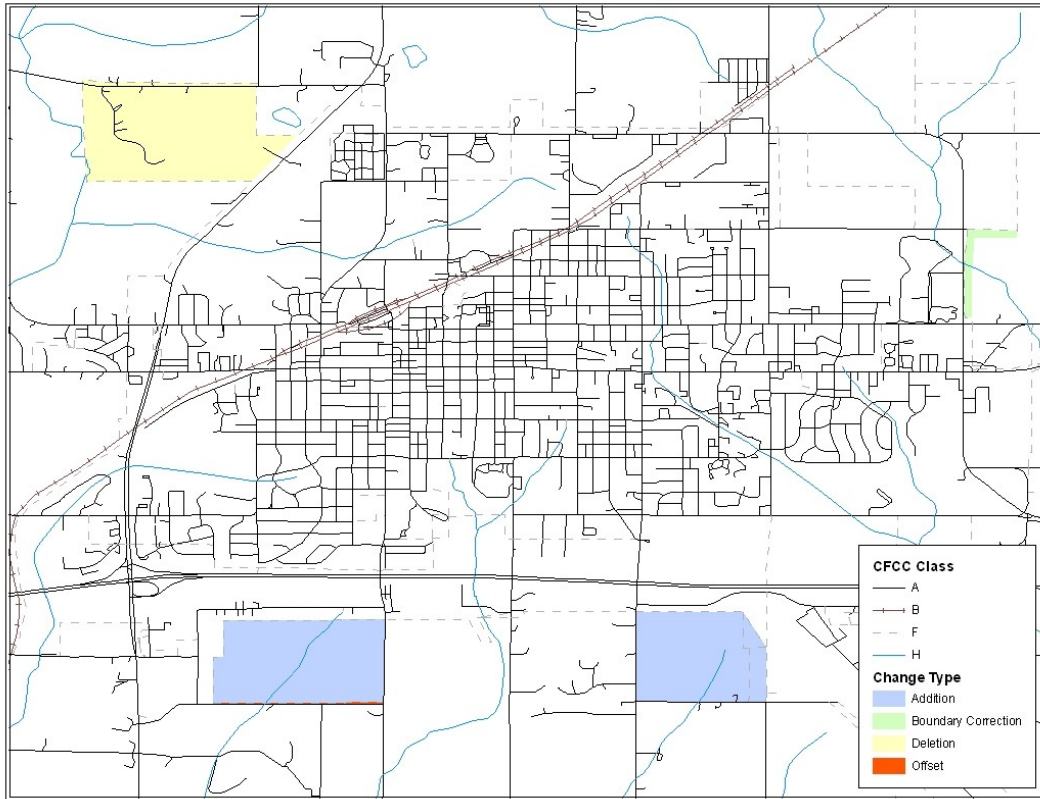 CFCC Class
A
B
F
H
Change Type
Addition
Boundary Correction
Deletion
Offset